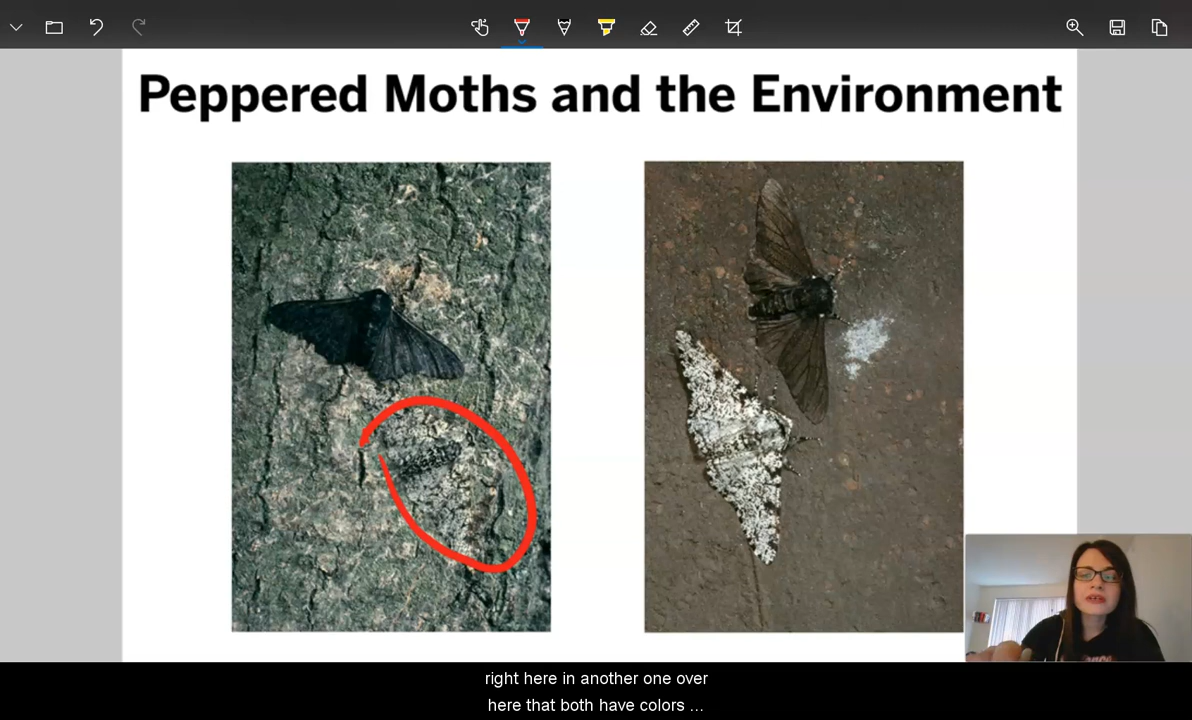 Peppered Moths and the Environment
right here in another one over
here that both have colors ...